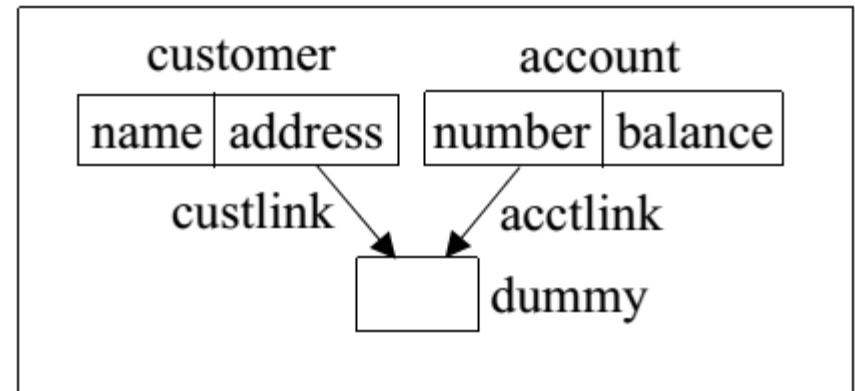 customer account
name address number balance
custlink acctlink
dummy